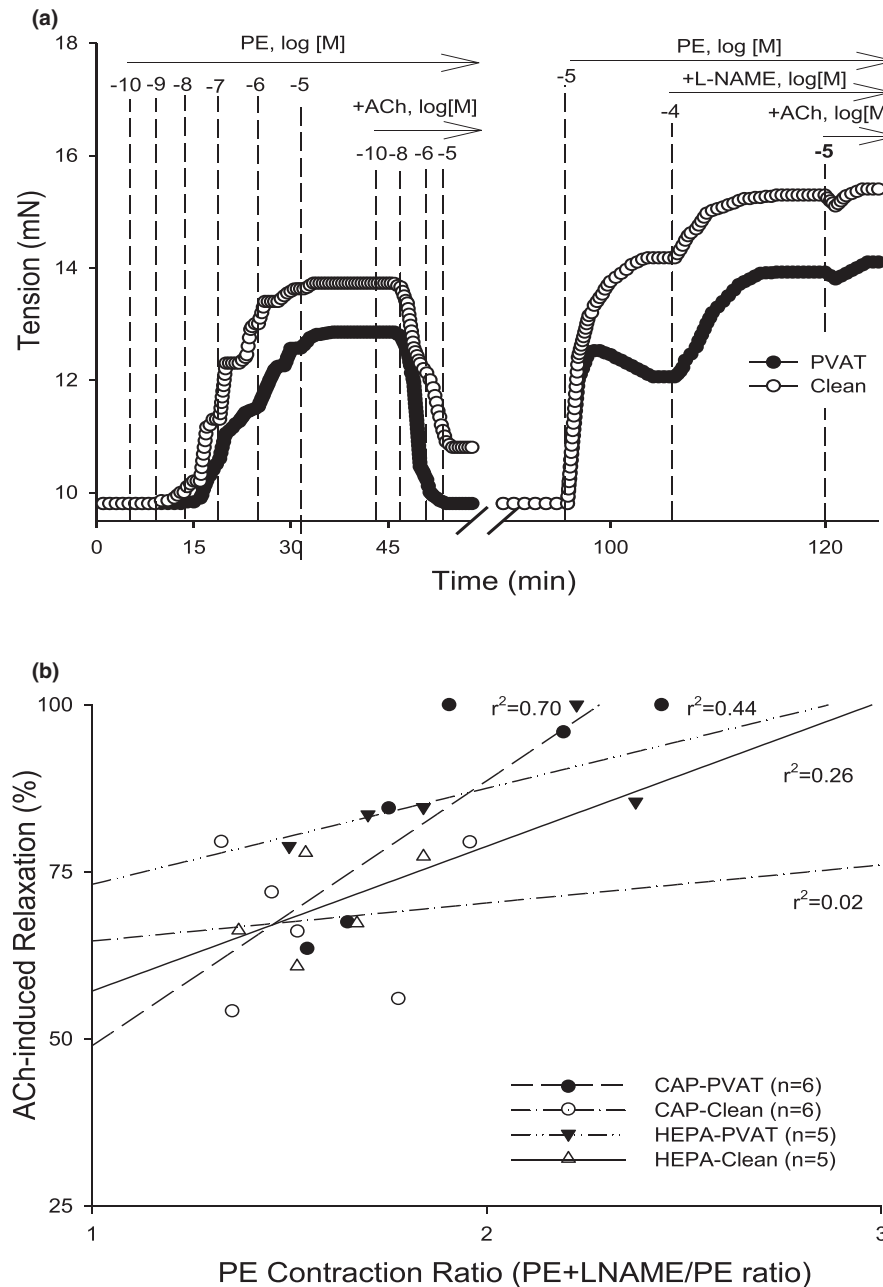 (a)
18
16
14
12
10
Tension (mN)
PE, log [M]
-10 -9 -8 -7 -6 -5
+ACh, log[M]
-10 -8 -6 -5
PE, log [M]
-5
+L-NAME, log[M]
-4
+ACh, log[M
-5
PVAT
Clean
0 15 30 45 100 120
Time (min)
(b)
100
75
50
25
ACh-induced Relaxation (%)
r²=0.70
r²=0.44
r²=0.26
r²=0.02
CAP-PVAT (n=6)
CAP-Clean (n=6)
HEPA-PVAT (n=5)
HEPA-Clean (n=5)
1 2 3
PE Contraction Ratio (PE+LNAME/PE ratio)